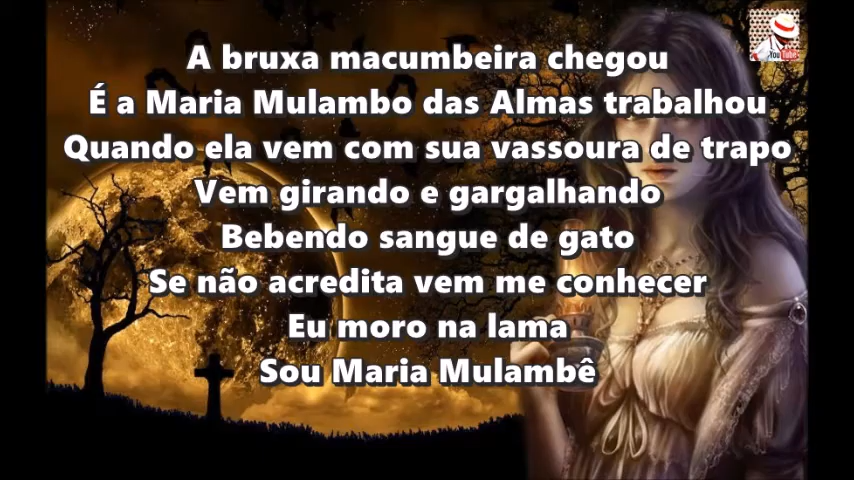 YouTube
A bruxa macumbeira chegou
É a Maria Mulambo das Almas trabalhou
Quando ela vem com sua vassoura de trapo
Vem girando e gargalhando
Bebendo sangue de gato
Se não acredita vem me conhecer
Eu moro na lama
Sou Maria Mulambê